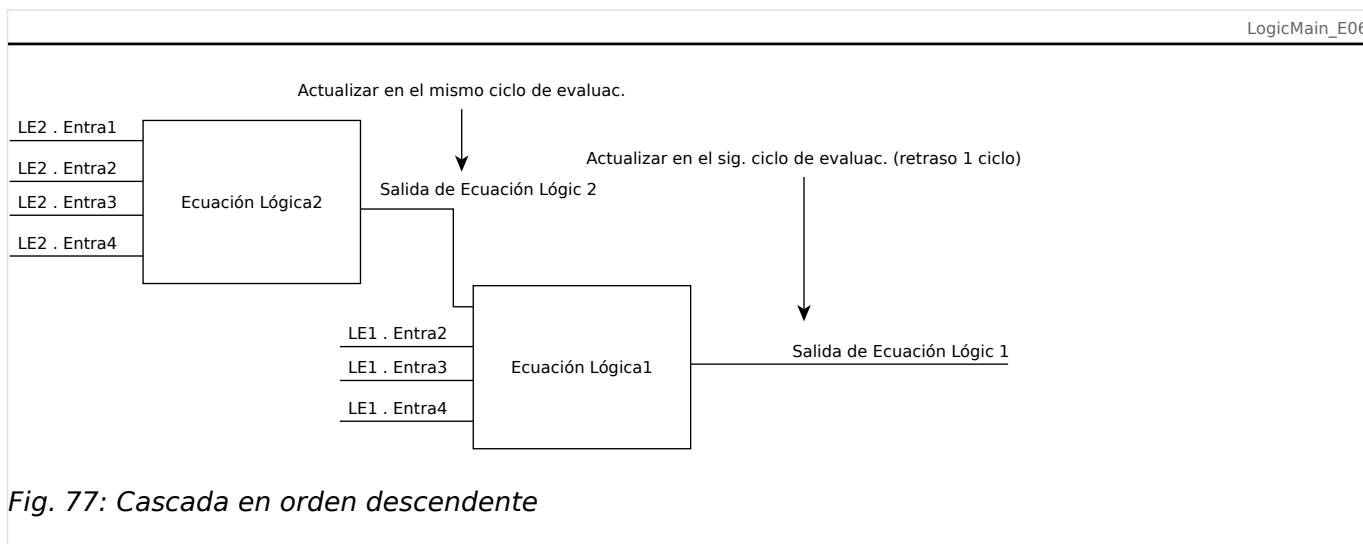 LogicMain_E06
Actualizar en el mismo ciclo de evaluac.
LE2 . Entra1
Actualizar en el sig. ciclo de evaluac. (retraso 1 ciclo)
LE2 . Entra2
Salida de Ecuación Lógic 2
LE2 . Entra3
Ecuación Lógica2
LE2 . Entra4
LE1 . Entra2
Salida de Ecuación Lógic 1
LE1 . Entra3
Ecuación Lógica1
LE1 . Entra4
Fig. 77: Cascada en orden descendente